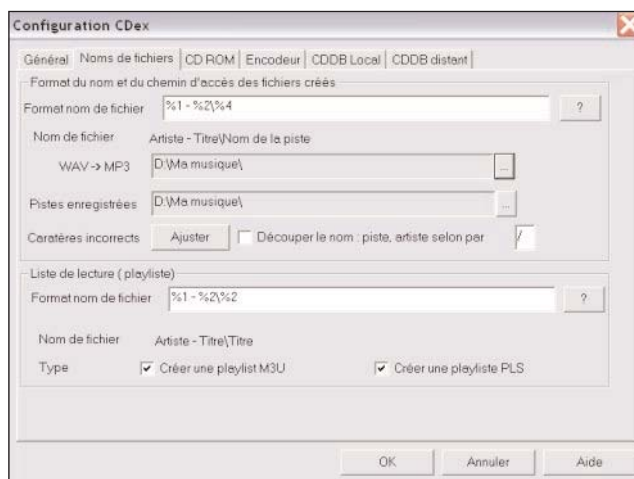 Configuration CDex
Général Noms de fichiers CD ROM Encodeur CDDB Local CDDB distant
Format du nom et du chemin d'accès des fichiers créés
Format nom de fichier %1 - %2\%4 ?
Nom de fichier Artiste - Titre\Nom de la piste
WAV -> MP3 D:\Ma musique\ ...
Pistes enregistrées D:\Ma musique\ ...
Caratères incorrects Ajuster Découper le nom : piste, artiste selon par /
Liste de lecture ( playliste)
Format nom de fichier %1 - %2\%2 ?
Nom de fichier Artiste - Titre\Titre
Type Créer une playlist M3U Créer une playliste PLS
OK Annuler Aide